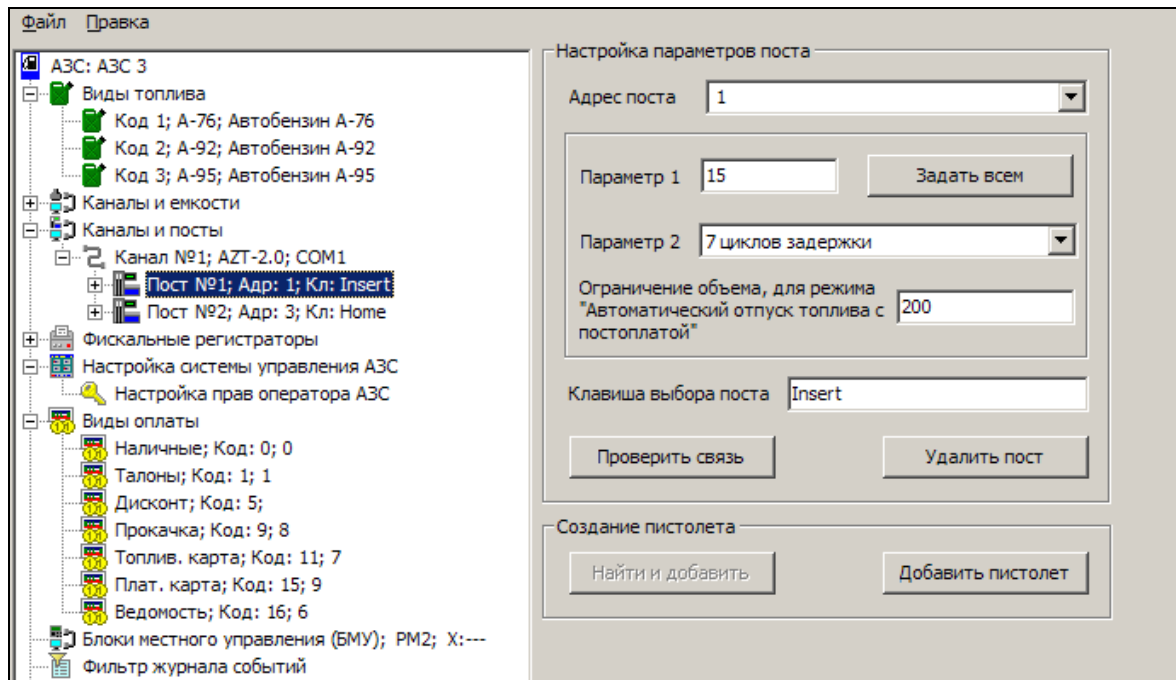 Файл Правка
АЗС: АЗС 3
Виды топлива
Код 1; А-76; Автобензин А-76
Код 2; А-92; Автобензин А-92
Код 3; А-95; Автобензин А-95
Каналы и емкости
Каналы и посты
Канал №1; AZT-2.0; COM1
Пост №1; Адр: 1; Кл: Insert
Пост №2; Адр: 3; Кл: Home
Фискальные регистраторы
Настройка системы управления АЗС
Настройка прав оператора АЗС
Виды оплаты
Наличные; Код: 0; 0
Талоны; Код: 1; 1
Дисконт; Код: 5;
Прокачка; Код: 9; 8
Топлив. карта; Код: 11; 7
Плат. карта; Код: 15; 9
Ведомость; Код: 16; 6
Блоки местного управления (БМУ); РМ2; X:---
Фильтр журнала событий
Настройка параметров поста
Адрес поста 1
Параметр 1 15 Задать всем
Параметр 2 7 циклов задержки
Ограничение объема, для режима
"Автоматический отпуск топлива с 200
постоплатой"
Клавиша выбора поста Insert
Проверить связь Удалить пост
Создание пистолета
Найти и добавить Добавить пистолет